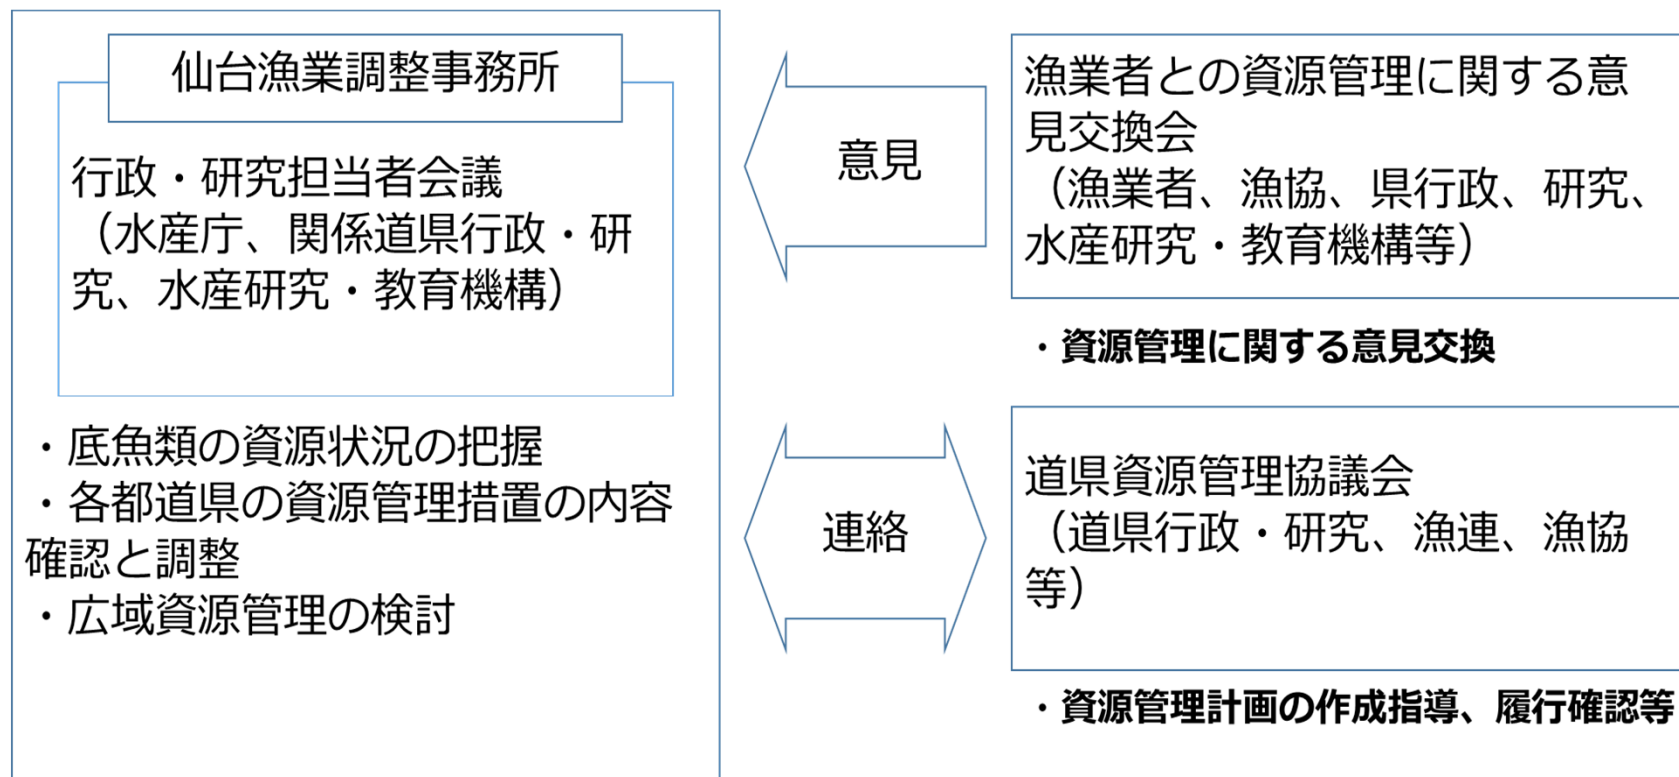 仙台漁業調整事務所
行政・研究担当者会議
（水産庁、関係道県行政・研
究、水産研究・教育機構）
・底魚類の資源状況の把握
・各都道県の資源管理措置の内容
確認と調整
・広域資源管理の検討
意見
漁業者との資源管理に関する意
見交換会
（漁業者、漁協、県行政、研究、
水産研究・教育機構等）
・資源管理に関する意見交換
連絡
道県資源管理協議会
（道県行政・研究、漁連、漁協
等）
・資源管理計画の作成指導、履行確認等